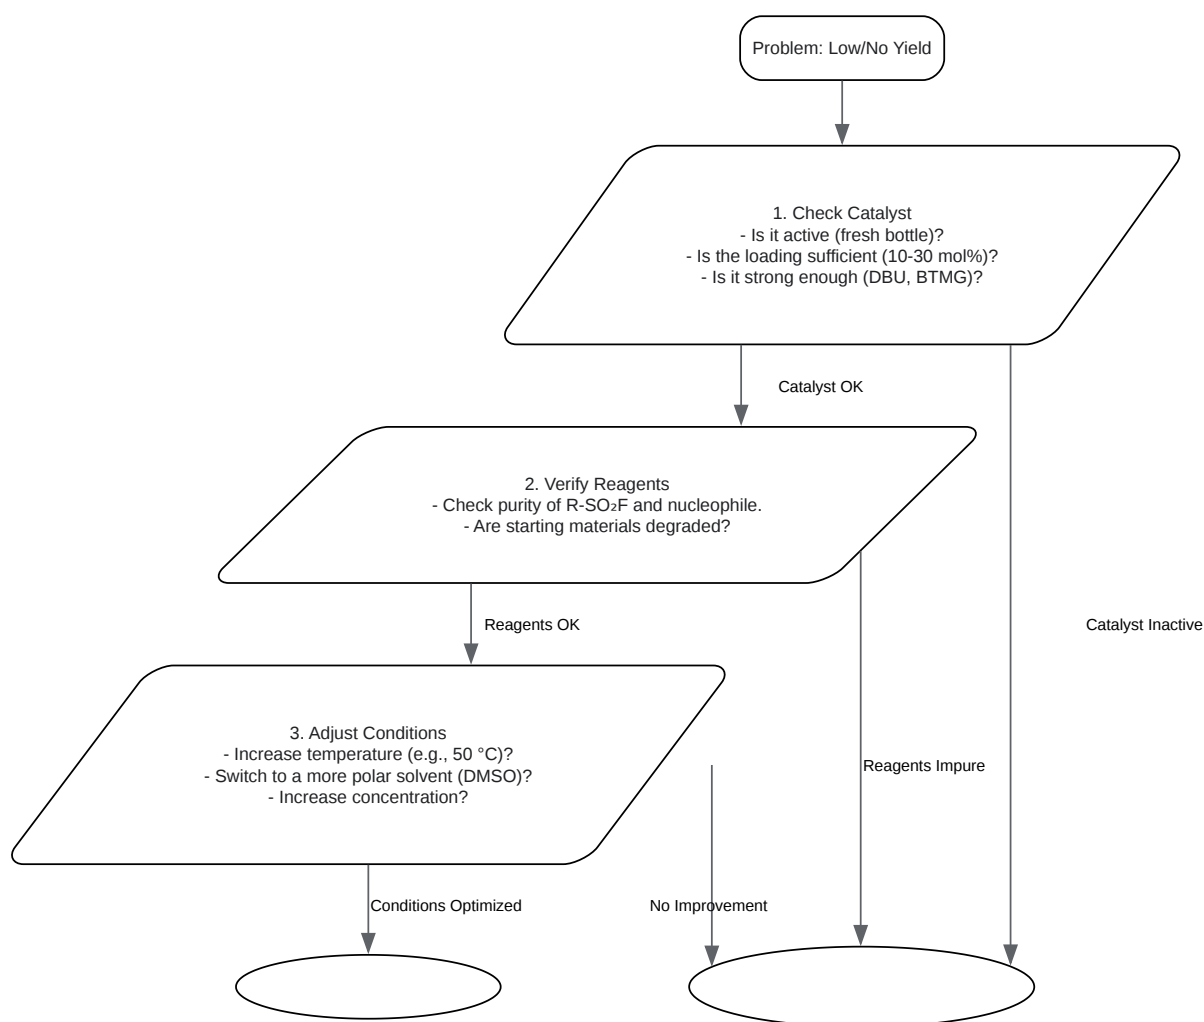 Problem: Low/No Yield
1. Check Catalyst
- Is it active (fresh bottle)?
- Is the loading sufficient (10-30 mol%)?
- Is it strong enough (DBU, BTMG)?
Catalyst OK
2. Verify Reagents
- Check purity of R-SO₂F and nucleophile.
- Are starting materials degraded?
Reagents OK
Catalyst Inactive
3. Adjust Conditions
- Increase temperature (e.g., 50 °C)?
- Switch to a more polar solvent (DMSO)?
- Increase concentration?
Reagents Impure
Conditions Optimized
No Improvement